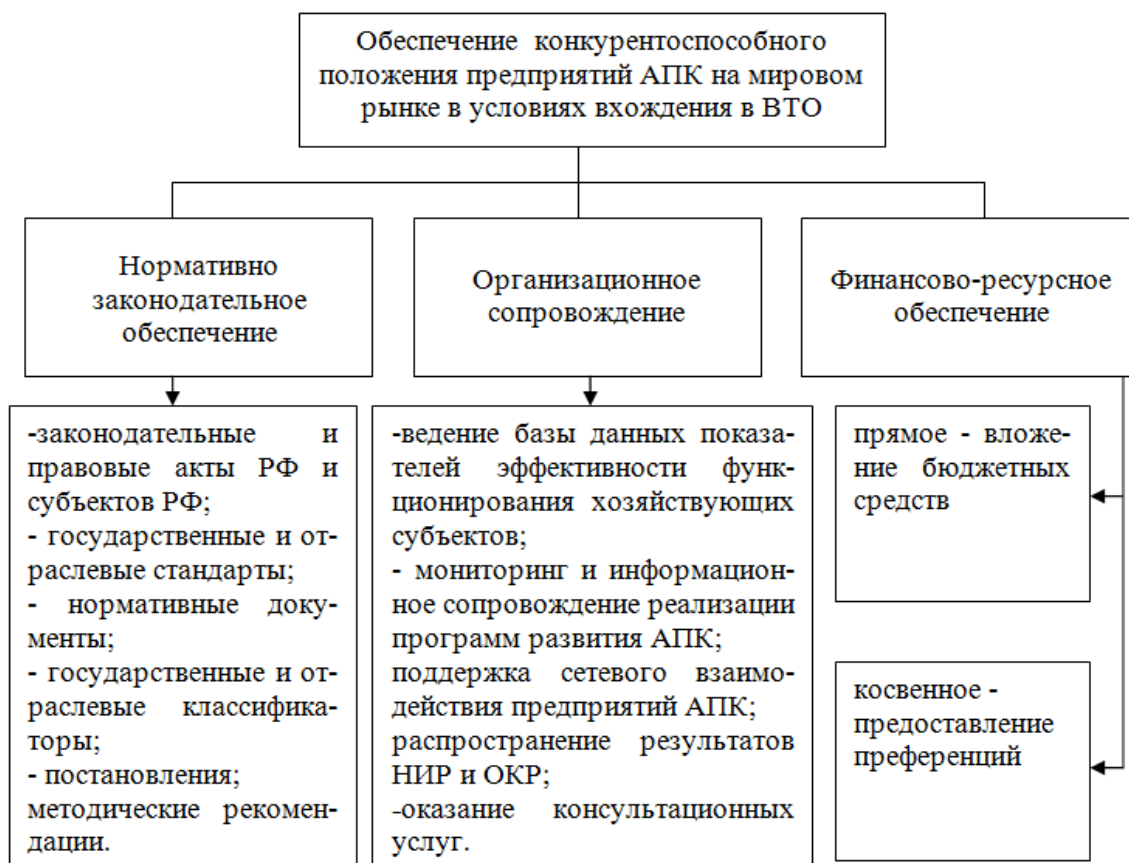 Обеспечение конкурентоспособного
положения предприятий АПК на мировом
рынке в условиях вхождения в ВТО
Нормативно
законодательное
обеспечение
Организационное
сопровождение
Финансово-ресурсное
обеспечение
-законодательные и
правовые акты РФ и
субъектов РФ;
- государственные и от-
раслевые стандарты;
- нормативные доку-
менты;
- государственные и от-
раслевые классифика-
торы;
- постановления;
методические рекомен-
дации.
-ведение базы данных показа-
телей эффективности функ-
ционирования хозяйствующих
субъектов;
- мониторинг и информацион-
ное сопровождение реализации
программ развития АПК;
поддержка сетевого взаимо-
действия предприятий АПК;
распространение результатов
НИР и ОКР;
-оказание консультационных
услуг.
прямое - вложе-
ние бюджетных
средств
косвенное -
предоставление
преференций